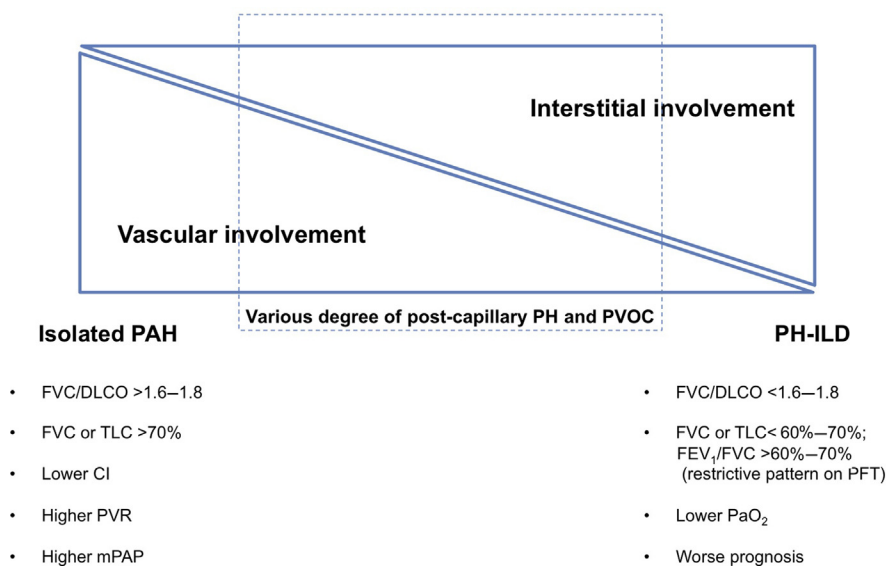 Interstitial involvement
Vascular involvement
Various degree of post-capillary PH and PVOC
Isolated PAH
• FVC/DLCO >1.6–1.8
• FVC or TLC >70%
• Lower CI
• Higher PVR
• Higher mPAP
PH-ILD
• FVC/DLCO <1.6–1.8
• FVC or TLC< 60%–70%;
FEV₁/FVC >60%–70%
(restrictive pattern on PFT)
• Lower PaO₂
• Worse prognosis